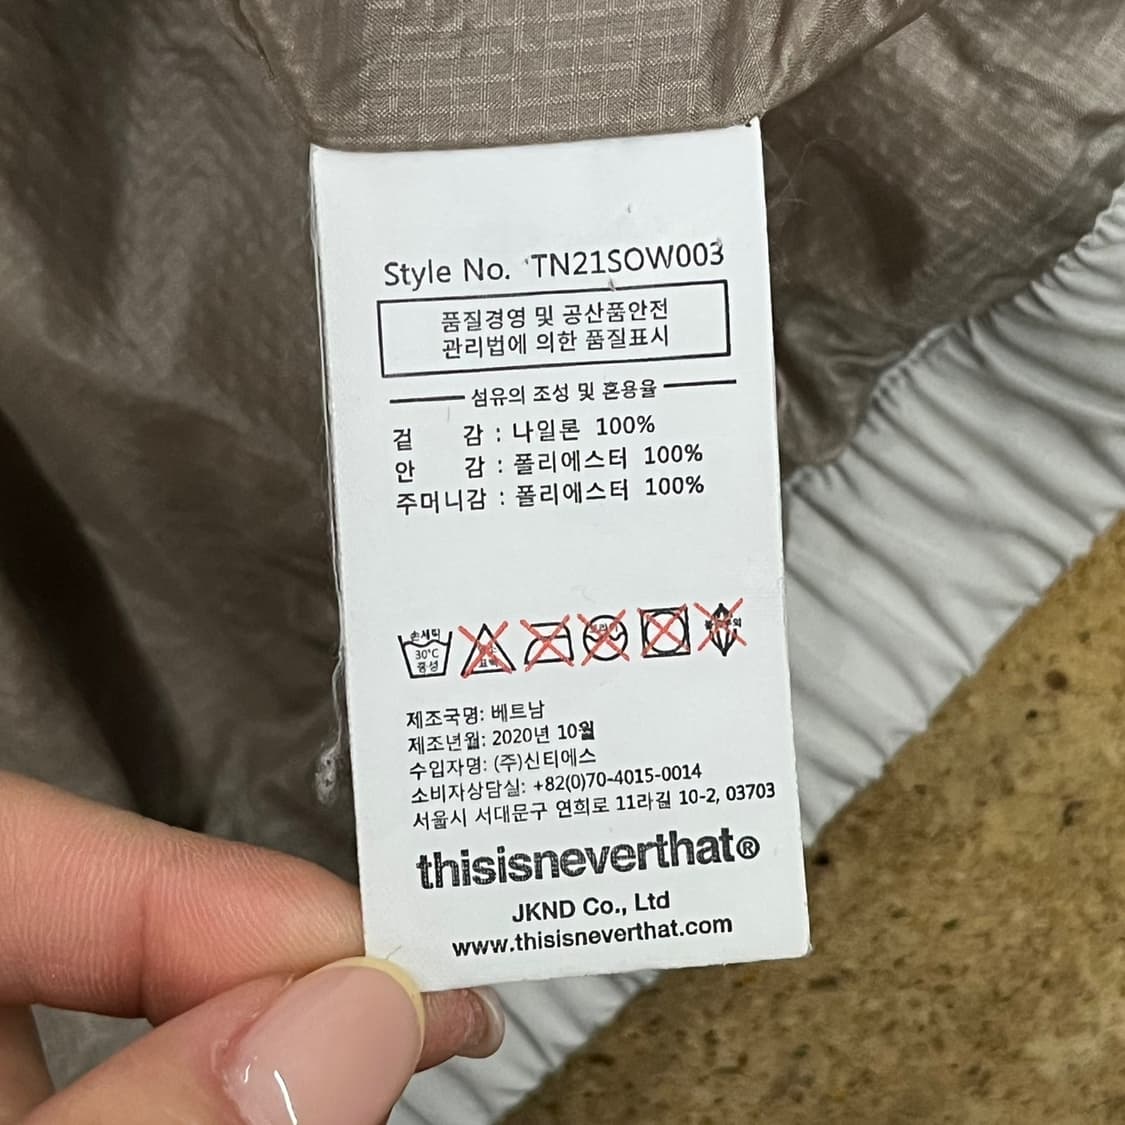 Style No. TN21SOW003
품질경영 및 공산품안전
관리법에 의한 품질표시
섬유의 조성 및 혼용율
겉 감 : 나일론 100%
안 감 : 폴리에스터 100%
주머니감 : 폴리에스터 100%
손세탁
30°C
중성
제조국명: 베트남
제조년월: 2020년 10월
수입자명: (주)신티에스
소비자상담실: +82(0)70-4015-0014
서울시 서대문구 연희로 11라길 10-2, 03703
thisisneverthat®
JKND Co., Ltd
www.thisisneverthat.com